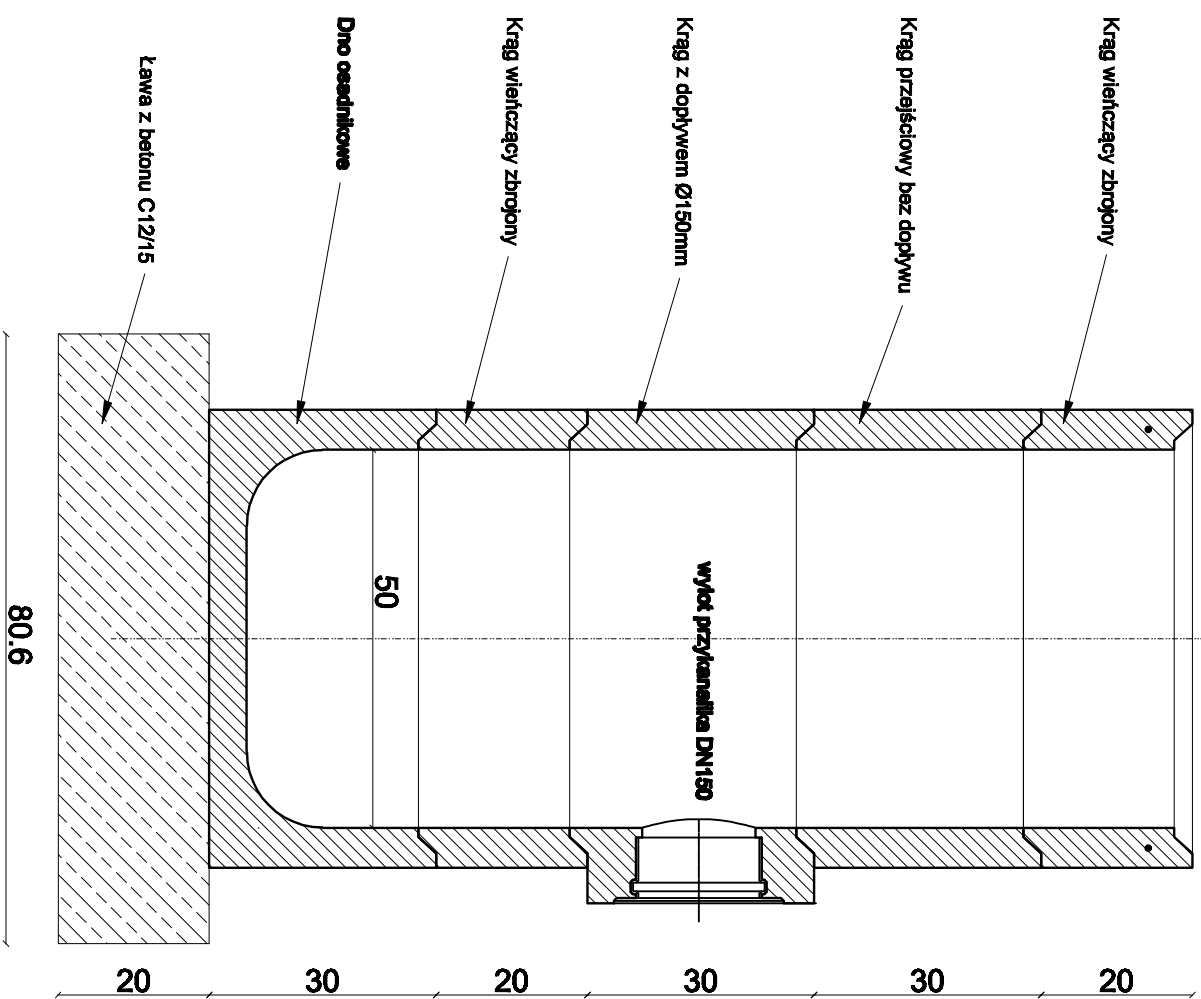 Krąg wieńczący zbrojony
Krąg przejściowy bez dopływu
Krąg z dopływem Ø150mm
Krąg wieńczący zbrojony
Dno osadnikowe
Ława z betonu C12/15
wylot przykanalika DN150
50
80.6
20
30
20
30
30
20